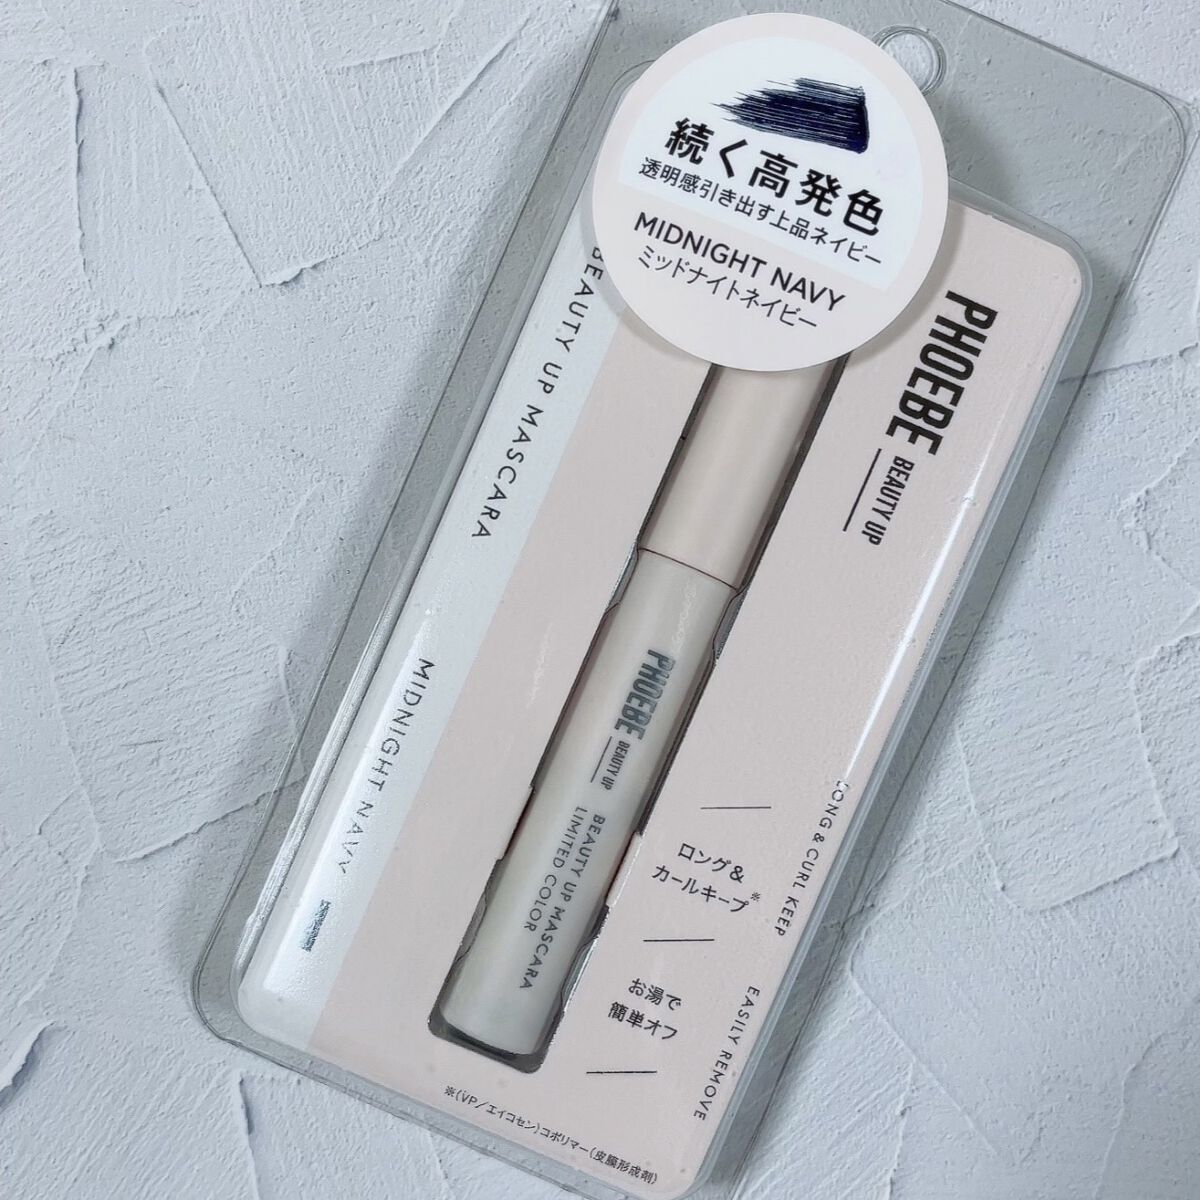 続く高発色
透明感引き出す上品ネイビー
MIDNIGHT NAVY
ミッドナイトネイビー
PHOEBE
BEAUTY UP
BEAUTY UP MASCARA
MIDNIGHT NAVY
PHOEBE
BEAUTY UP
BEAUTY UP MASCARA
LIMITED COLOR
ロング&
カールキープ※
LONG & CURL KEEP
お湯で
簡単オフ
EASILY REMOVE
※(VP/エイコセン)コポリマー(皮膜形成剤)